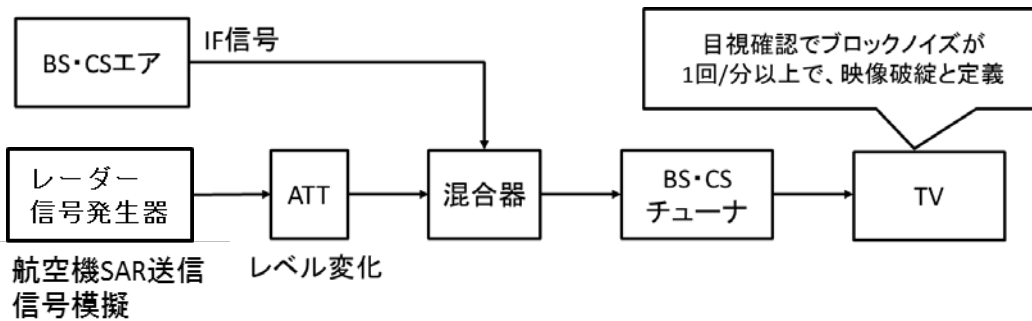 BS・CSエア
IF信号
目視確認でブロックノイズが
1回/分以上で、映像破綻と定義
レーダー
信号発生器
ATT
混合器
BS・CS
チューナ
TV
航空機SAR送信
信号模擬
レベル変化